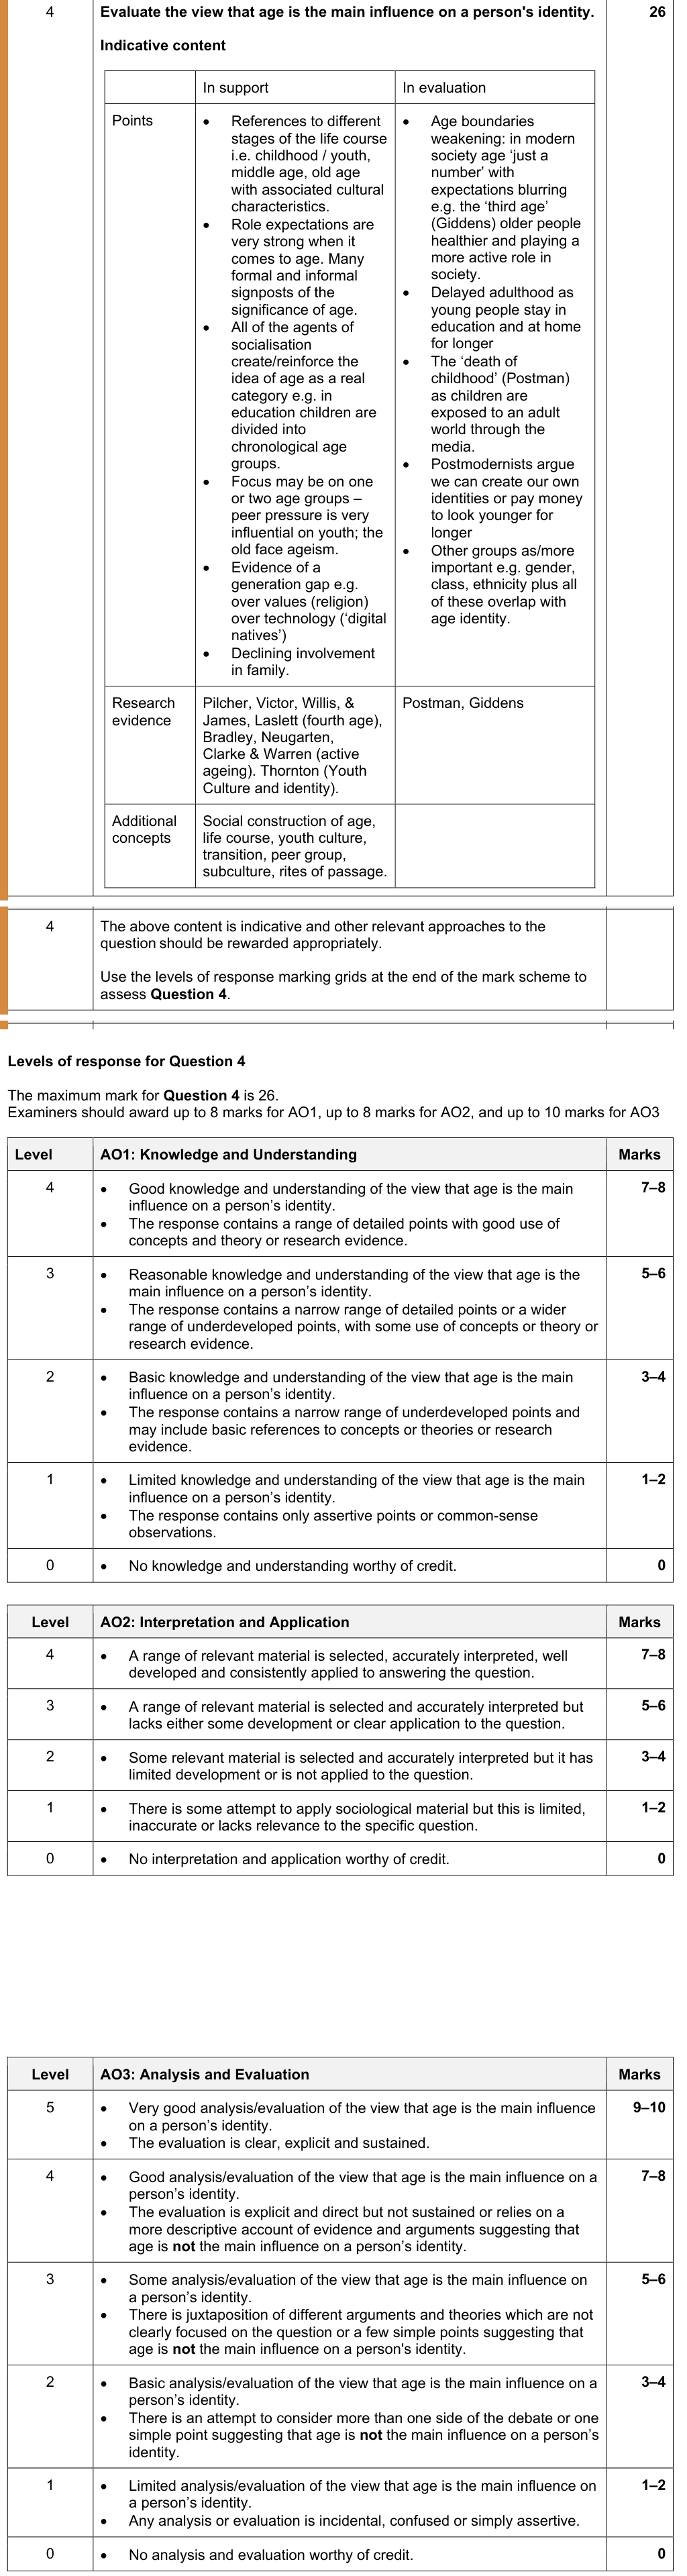 4
Evaluate the view that age is the main influence on a person's identity.
26
Indicative content
In support
In evaluation
Points
• References to different
stages of the life course
i.e. childhood / youth,
middle age, old age
with associated cultural
characteristics.
• Role expectations are
very strong when it
comes to age. Many
formal and informal
signposts of the
significance of age.
• All of the agents of
socialisation
create/reinforce the
idea of age as a real
category e.g. in
education children are
divided into
chronological age
groups.
• Focus may be on one
or two age groups –
peer pressure is very
influential on youth; the
old face ageism.
• Evidence of a
generation gap e.g.
over values (religion)
over technology (‘digital
natives’)
• Declining involvement
in family.
• Age boundaries
weakening: in modern
society age ‘just a
number’ with
expectations blurring
e.g. the ‘third age’
(Giddens) older people
healthier and playing a
more active role in
society.
• Delayed adulthood as
young people stay in
education and at home
for longer
• The ‘death of
childhood’ (Postman)
as children are
exposed to an adult
world through the
media.
• Postmodernists argue
we can create our own
identities or pay money
to look younger for
longer
• Other groups as/more
important e.g. gender,
class, ethnicity plus all
of these overlap with
age identity.
Research
evidence
Pilcher, Victor, Willis, &
James, Laslett (fourth age),
Bradley, Neugarten,
Clarke & Warren (active
ageing). Thornton (Youth
Culture and identity).
Postman, Giddens
Additional
concepts
Social construction of age,
life course, youth culture,
transition, peer group,
subculture, rites of passage.
4
The above content is indicative and other relevant approaches to the
question should be rewarded appropriately.
Use the levels of response marking grids at the end of the mark scheme to
assess Question 4.
Levels of response for Question 4
The maximum mark for Question 4 is 26.
Examiners should award up to 8 marks for AO1, up to 8 marks for AO2, and up to 10 marks for AO3
Level AO1: Knowledge and Understanding Marks
4 • Good knowledge and understanding of the view that age is the main 7–8
influence on a person’s identity.
• The response contains a range of detailed points with good use of
concepts and theory or research evidence.
3 • Reasonable knowledge and understanding of the view that age is the 5–6
main influence on a person’s identity.
• The response contains a narrow range of detailed points or a wider
range of underdeveloped points, with some use of concepts or theory or
research evidence.
2 • Basic knowledge and understanding of the view that age is the main 3–4
influence on a person’s identity.
• The response contains a narrow range of underdeveloped points and
may include basic references to concepts or theories or research
evidence.
1 • Limited knowledge and understanding of the view that age is the main 1–2
influence on a person’s identity.
• The response contains only assertive points or common-sense
observations.
0 • No knowledge and understanding worthy of credit. 0
Level AO2: Interpretation and Application Marks
4 • A range of relevant material is selected, accurately interpreted, well 7–8
developed and consistently applied to answering the question.
3 • A range of relevant material is selected and accurately interpreted but 5–6
lacks either some development or clear application to the question.
2 • Some relevant material is selected and accurately interpreted but it has 3–4
limited development or is not applied to the question.
1 • There is some attempt to apply sociological material but this is limited, 1–2
inaccurate or lacks relevance to the specific question.
0 • No interpretation and application worthy of credit. 0
Level AO3: Analysis and Evaluation Marks
5 • Very good analysis/evaluation of the view that age is the main influence 9–10
on a person’s identity.
• The evaluation is clear, explicit and sustained.
4 • Good analysis/evaluation of the view that age is the main influence on a 7–8
person’s identity.
• The evaluation is explicit and direct but not sustained or relies on a
more descriptive account of evidence and arguments suggesting that
age is not the main influence on a person’s identity.
3 • Some analysis/evaluation of the view that age is the main influence on 5–6
a person’s identity.
• There is juxtaposition of different arguments and theories which are not
clearly focused on the question or a few simple points suggesting that
age is not the main influence on a person's identity.
2 • Basic analysis/evaluation of the view that age is the main influence on a 3–4
person’s identity.
• There is an attempt to consider more than one side of the debate or one
simple point suggesting that age is not the main influence on a person’s
identity.
1 • Limited analysis/evaluation of the view that age is the main influence on 1–2
a person’s identity.
• Any analysis or evaluation is incidental, confused or simply assertive.
0 • No analysis and evaluation worthy of credit. 0